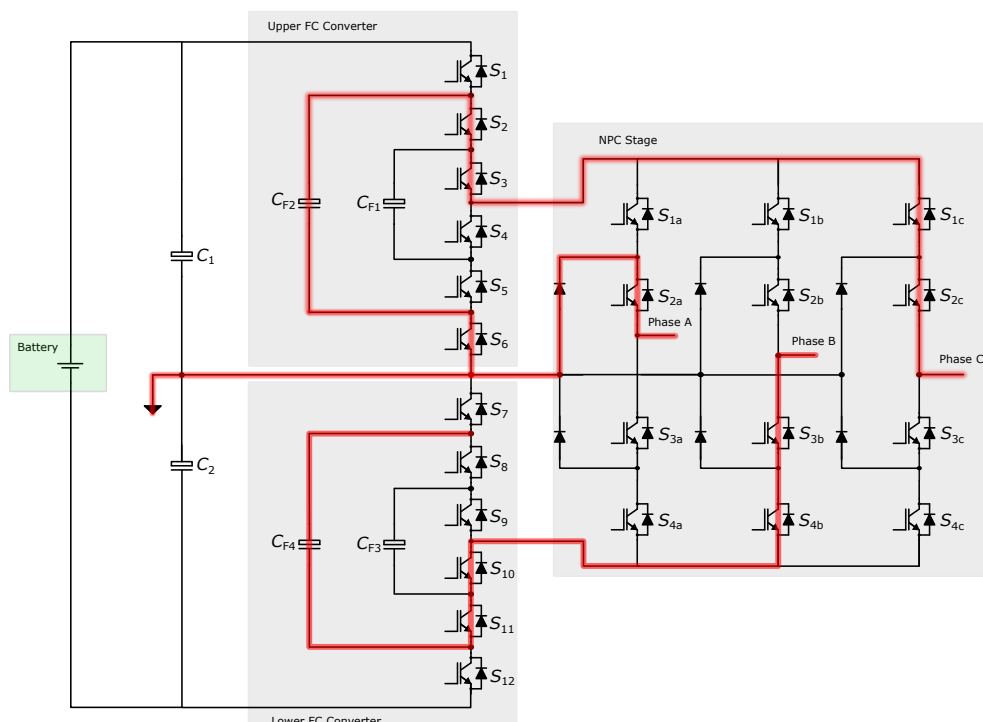 Upper FC Converter
S1
S2
S3
CF2
CF1
S4
C1
S5
S6
Battery
S7
C2
S8
S9
CF4
CF3
S10
S11
S12
Lower FC Converter
NPC Stage
S1a
S1b
S1c
S2a
S2b
S2c
Phase A
Phase B
Phase C
S3a
S3b
S3c
S4a
S4b
S4c